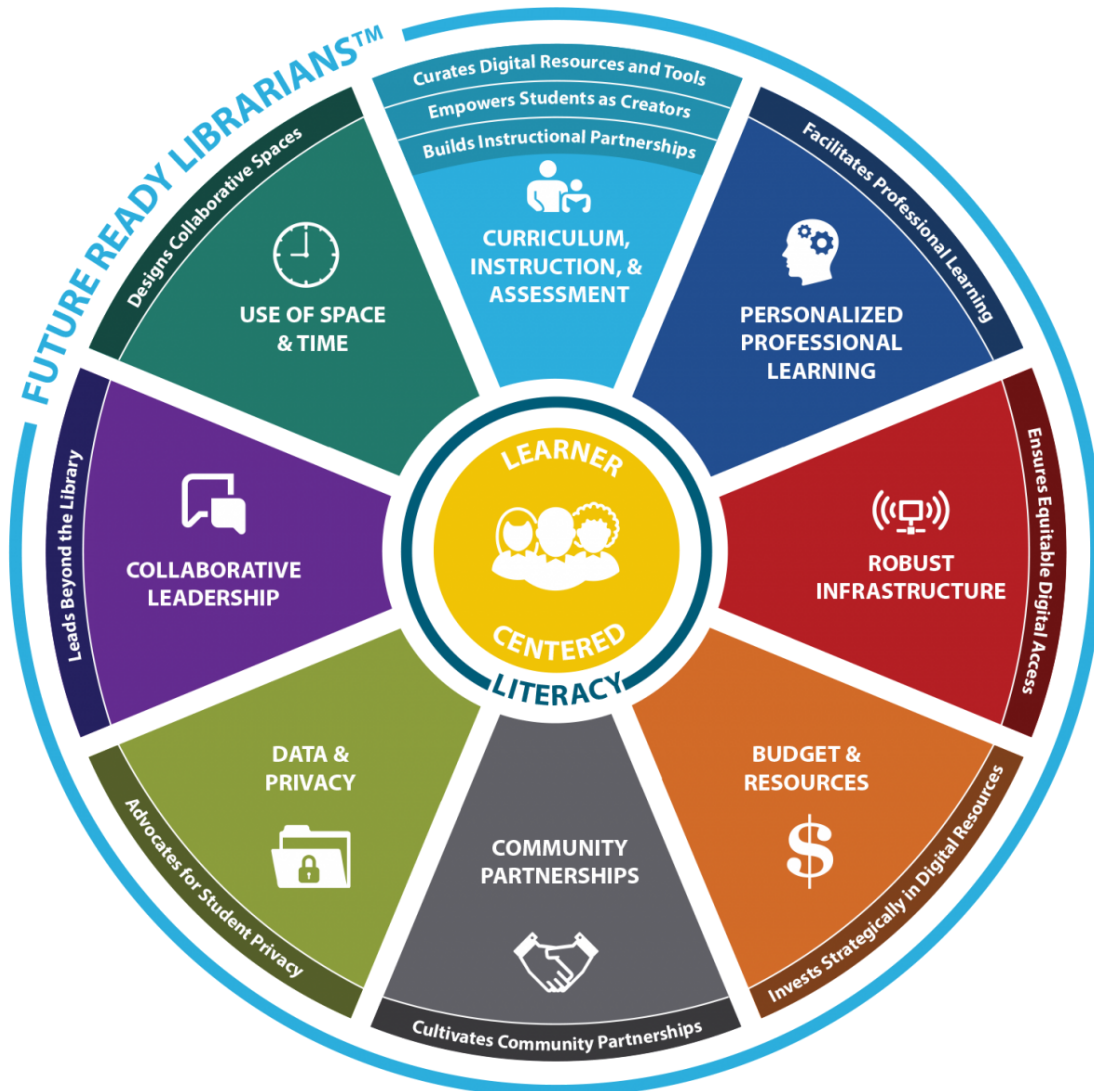 FUTURE READY LIBRARIANS™
Curates Digital Resources and Tools
Empowers Students as Creators
Builds Instructional Partnerships
CURRICULUM,
INSTRUCTION, &
ASSESSMENT
Facilitates Professional Learning
PERSONALIZED
PROFESSIONAL
LEARNING
Ensures Equitable Digital Access
ROBUST
INFRASTRUCTURE
Invests Strategically in Digital Resources
BUDGET &
RESOURCES
$
Cultivates Community Partnerships
COMMUNITY
PARTNERSHIPS
Advocates for Student Privacy
DATA &
PRIVACY
Leads Beyond the Library
COLLABORATIVE
LEADERSHIP
Designs Collaborative Spaces
USE OF SPACE
& TIME
LEARNER
CENTERED
LITERACY